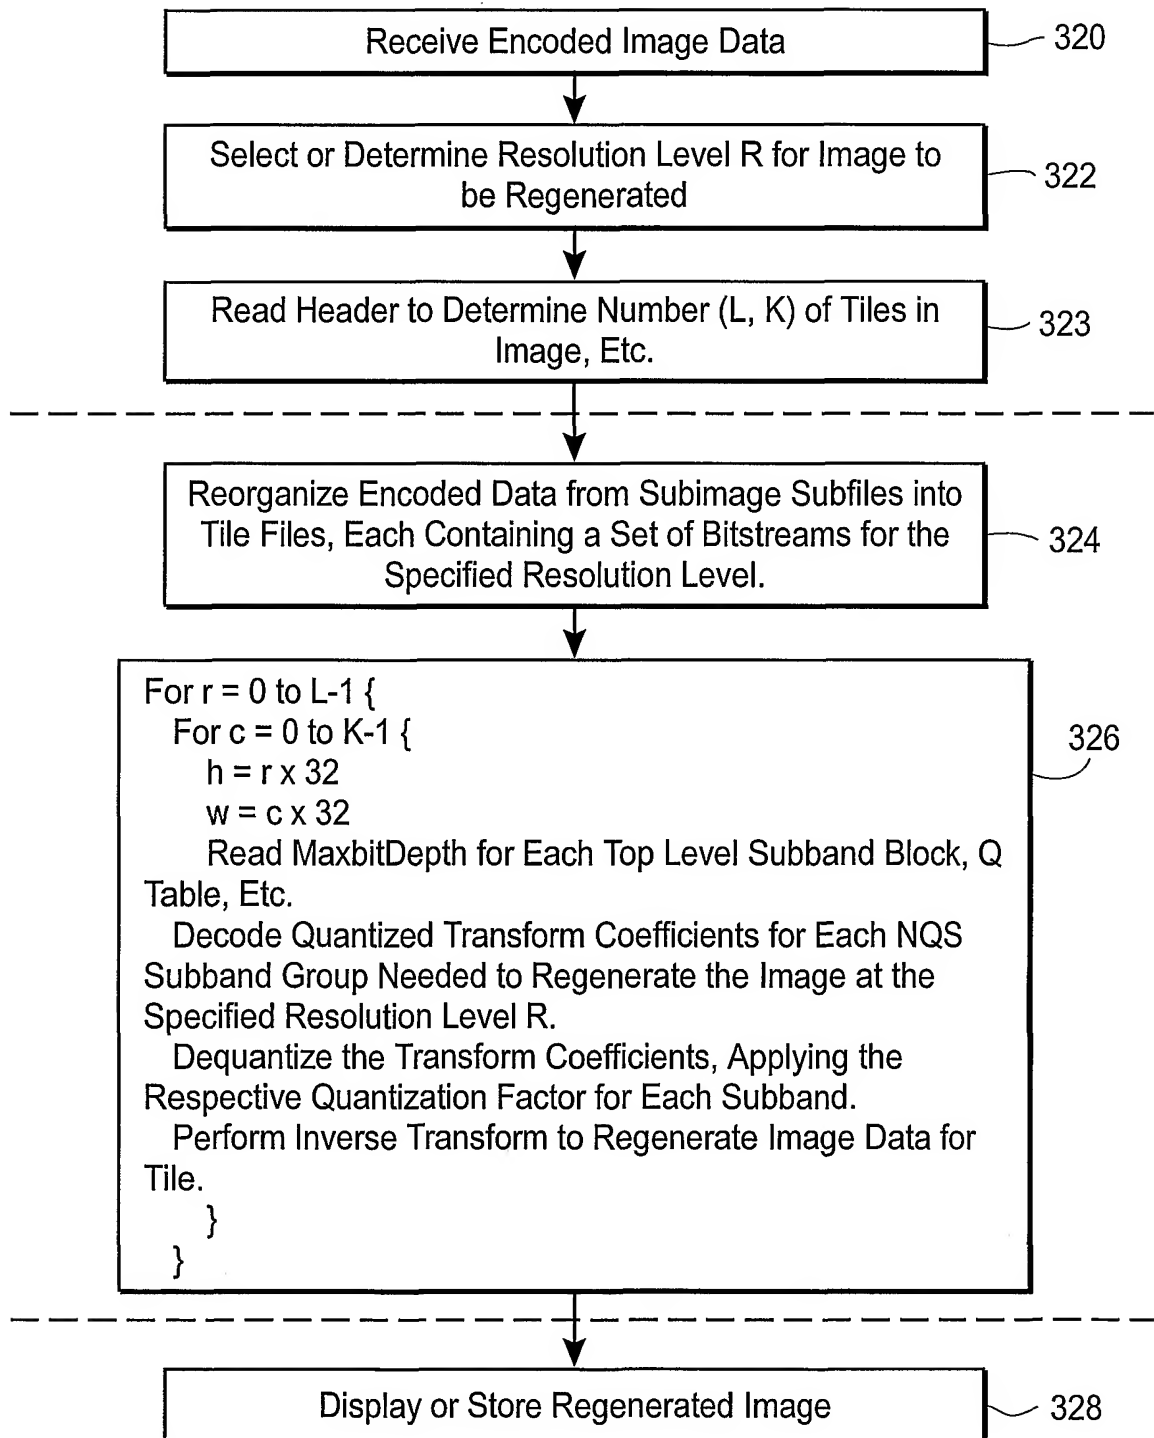 Receive Encoded Image Data
320
Select or Determine Resolution Level R for Image to
be Regenerated
322
Read Header to Determine Number (L, K) of Tiles in
Image, Etc.
323
Reorganize Encoded Data from Subimage Subfiles into
Tile Files, Each Containing a Set of Bitstreams for the
Specified Resolution Level.
324
For r = 0 to L-1 {
For c = 0 to K-1 {
h = r x 32
w = c x 32
Read MaxbitDepth for Each Top Level Subband Block, Q
Table, Etc.
Decode Quantized Transform Coefficients for Each NQS
Subband Group Needed to Regenerate the Image at the
Specified Resolution Level R.
Dequantize the Transform Coefficients, Applying the
Respective Quantization Factor for Each Subband.
Perform Inverse Transform to Regenerate Image Data for
Tile.
}
}
326
Display or Store Regenerated Image
328